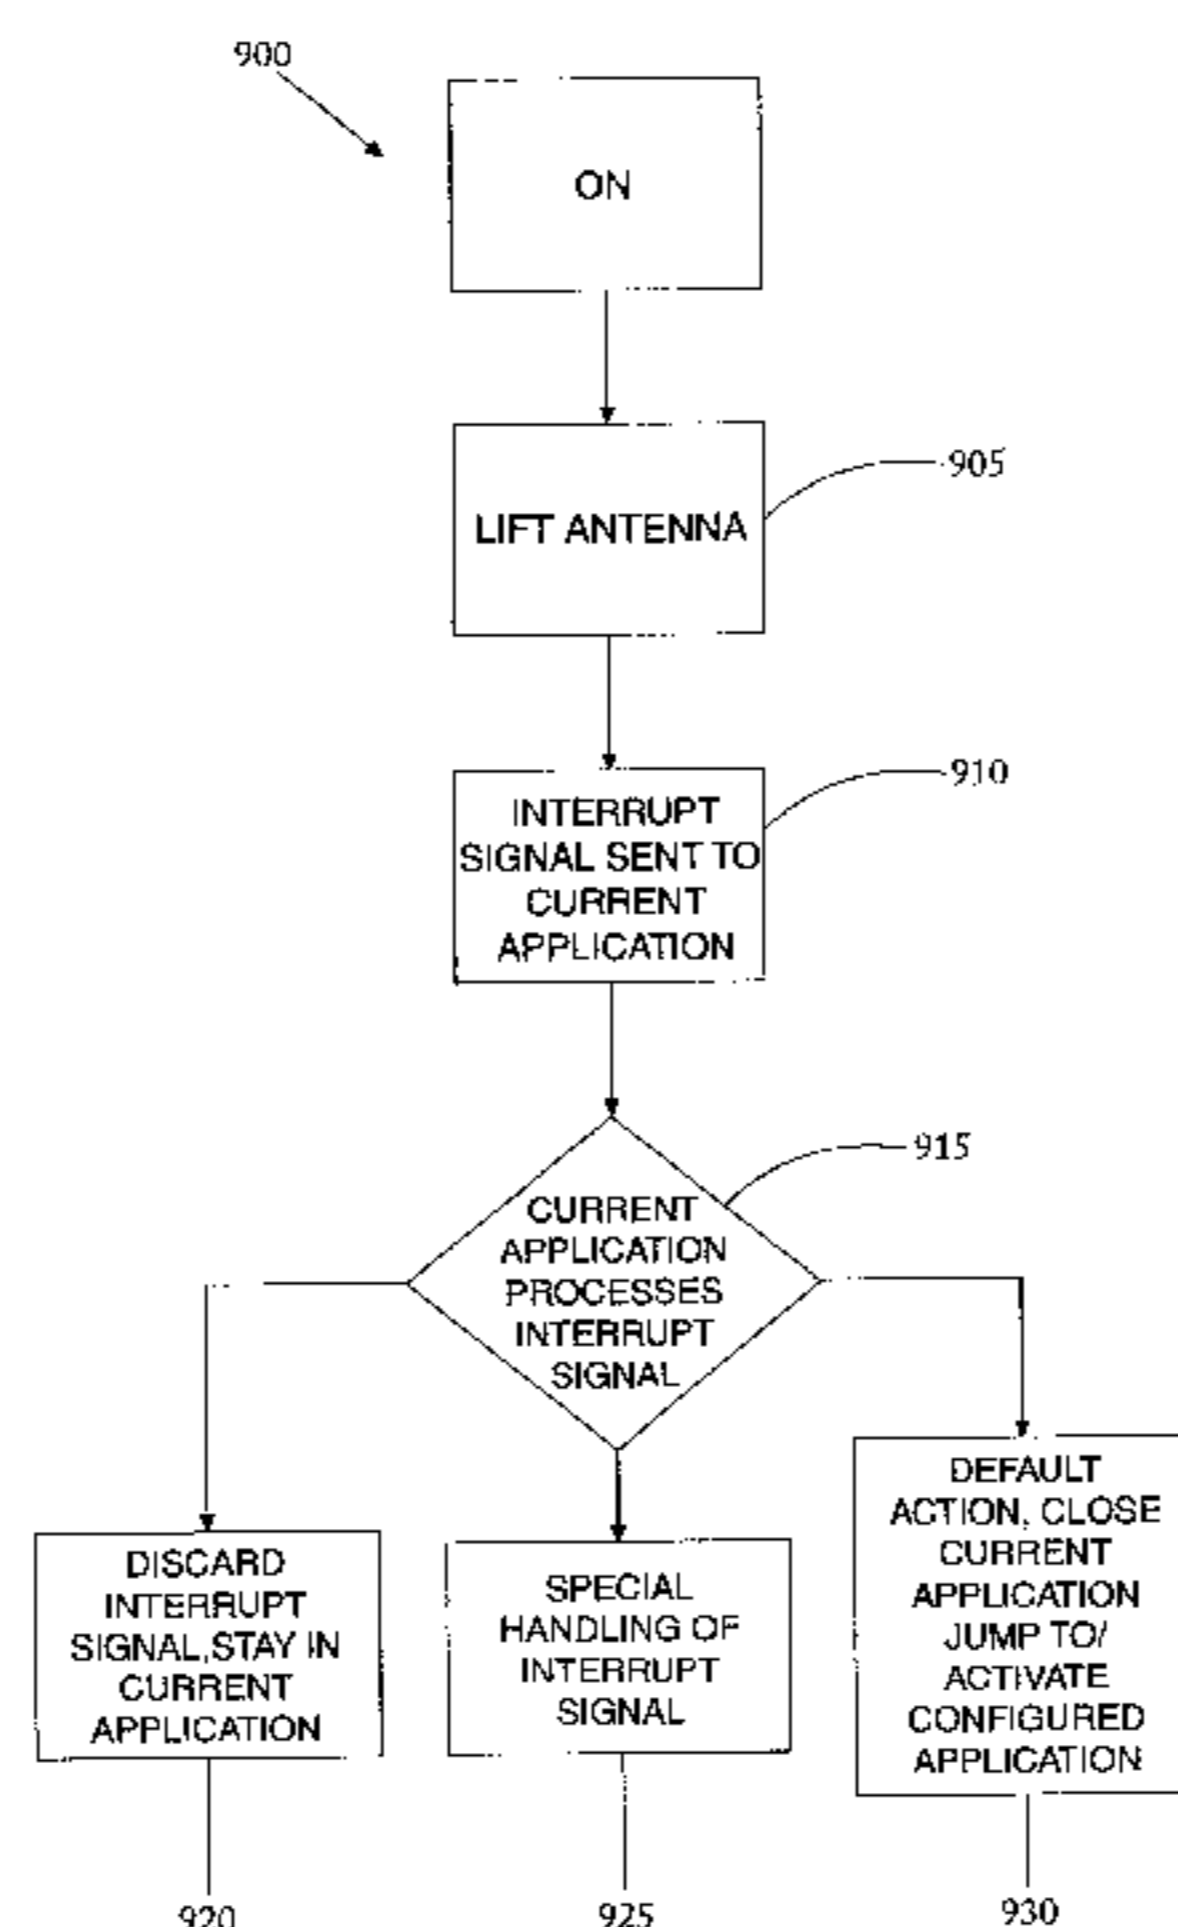 900
ON
LIFT ANTENNA
905
INTERRUPT
SIGNAL SENT TO
CURRENT
APPLICATION
910
CURRENT
APPLICATION
PROCESSES
INTERRUPT
SIGNAL
915
DISCARD
INTERRUPT
SIGNAL,STAY IN
CURRENT
APPLICATION
SPECIAL
HANDLING OF
INTERRUPT
SIGNAL
DEFAULT
ACTION, CLOSE
CURRENT
APPLICATION
JUMP TO/
ACTIVATE
CONFIGURED
APPLICATION
920
925
930